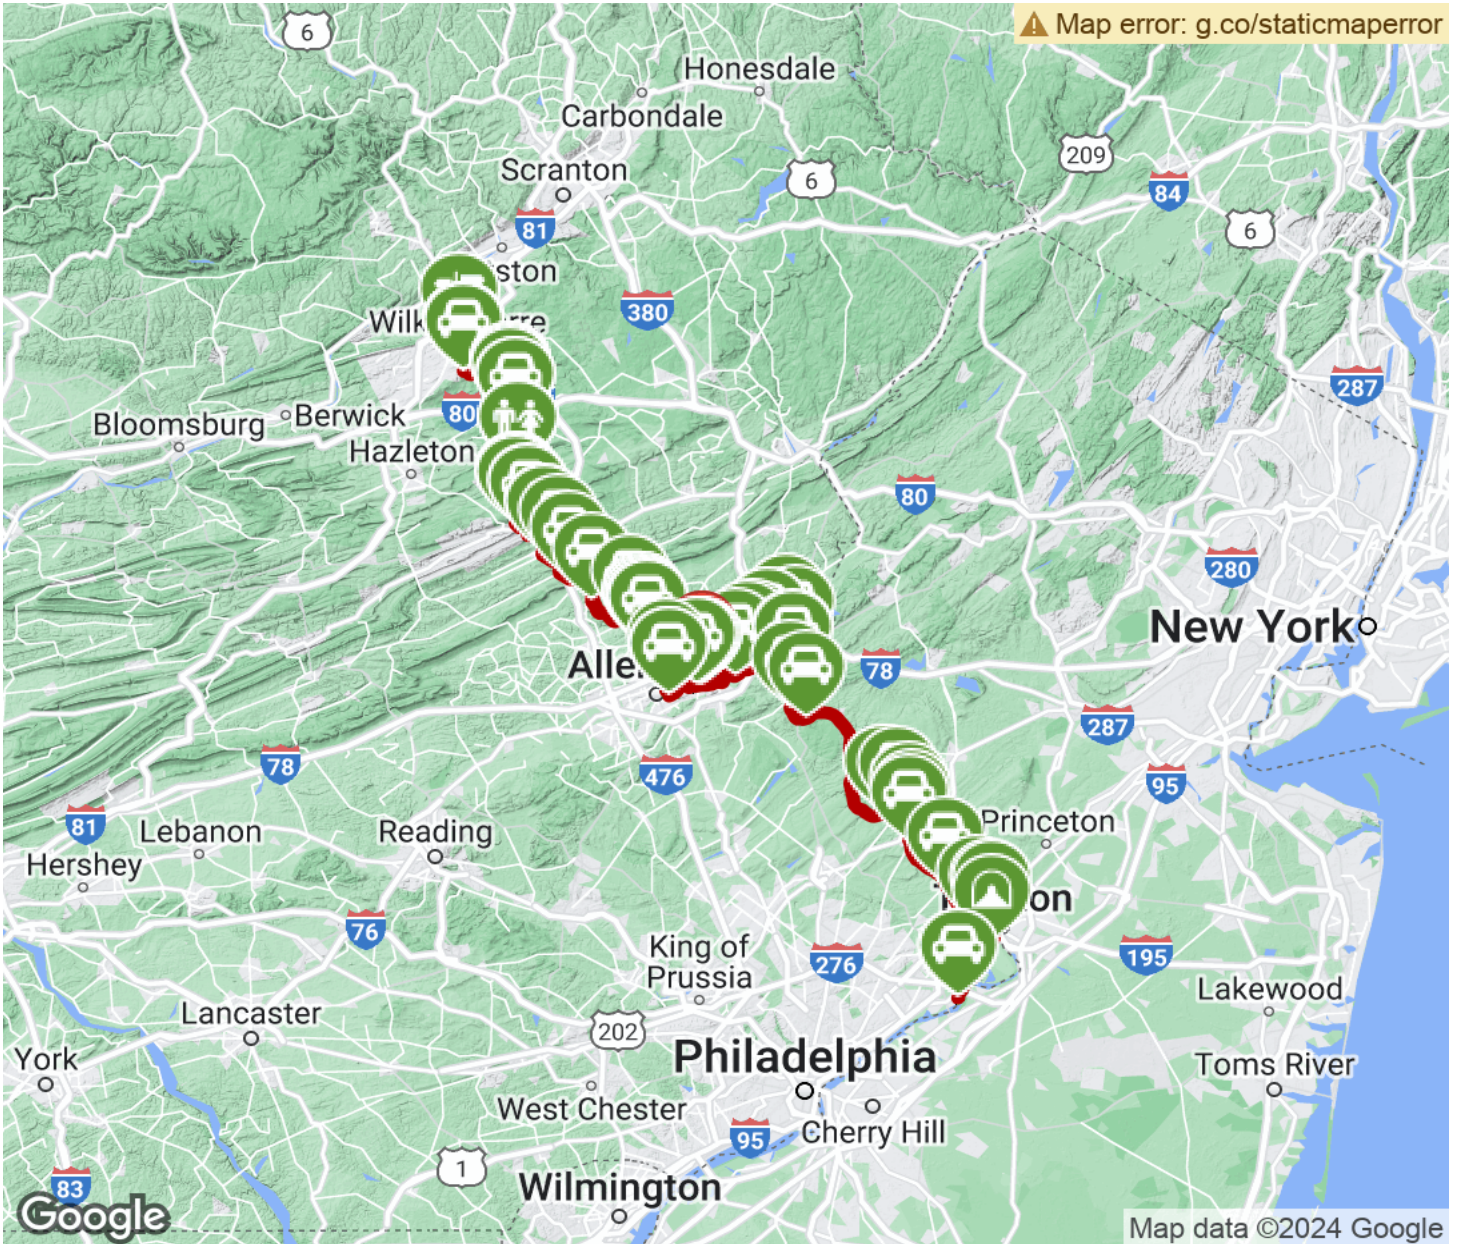 6
Map error: g.co/staticmaperror
Honesdale
Carbondale
209
Scranton
6
84
81
6
ston
380
Wilk
rre
287
80
Berwick
Bloomsburg
Hazleton
80
280
New York
Alle
78
287
78
476
95
81
Lebanon
Reading
Princeton
Hershey
on
76
King of
Prussia
276
195
Lakewood
Lancaster
202
York
Philadelphia
Toms River
West Chester
95
Cherry Hill
1
83
Wilmington
Google
Map data ©2024 Google